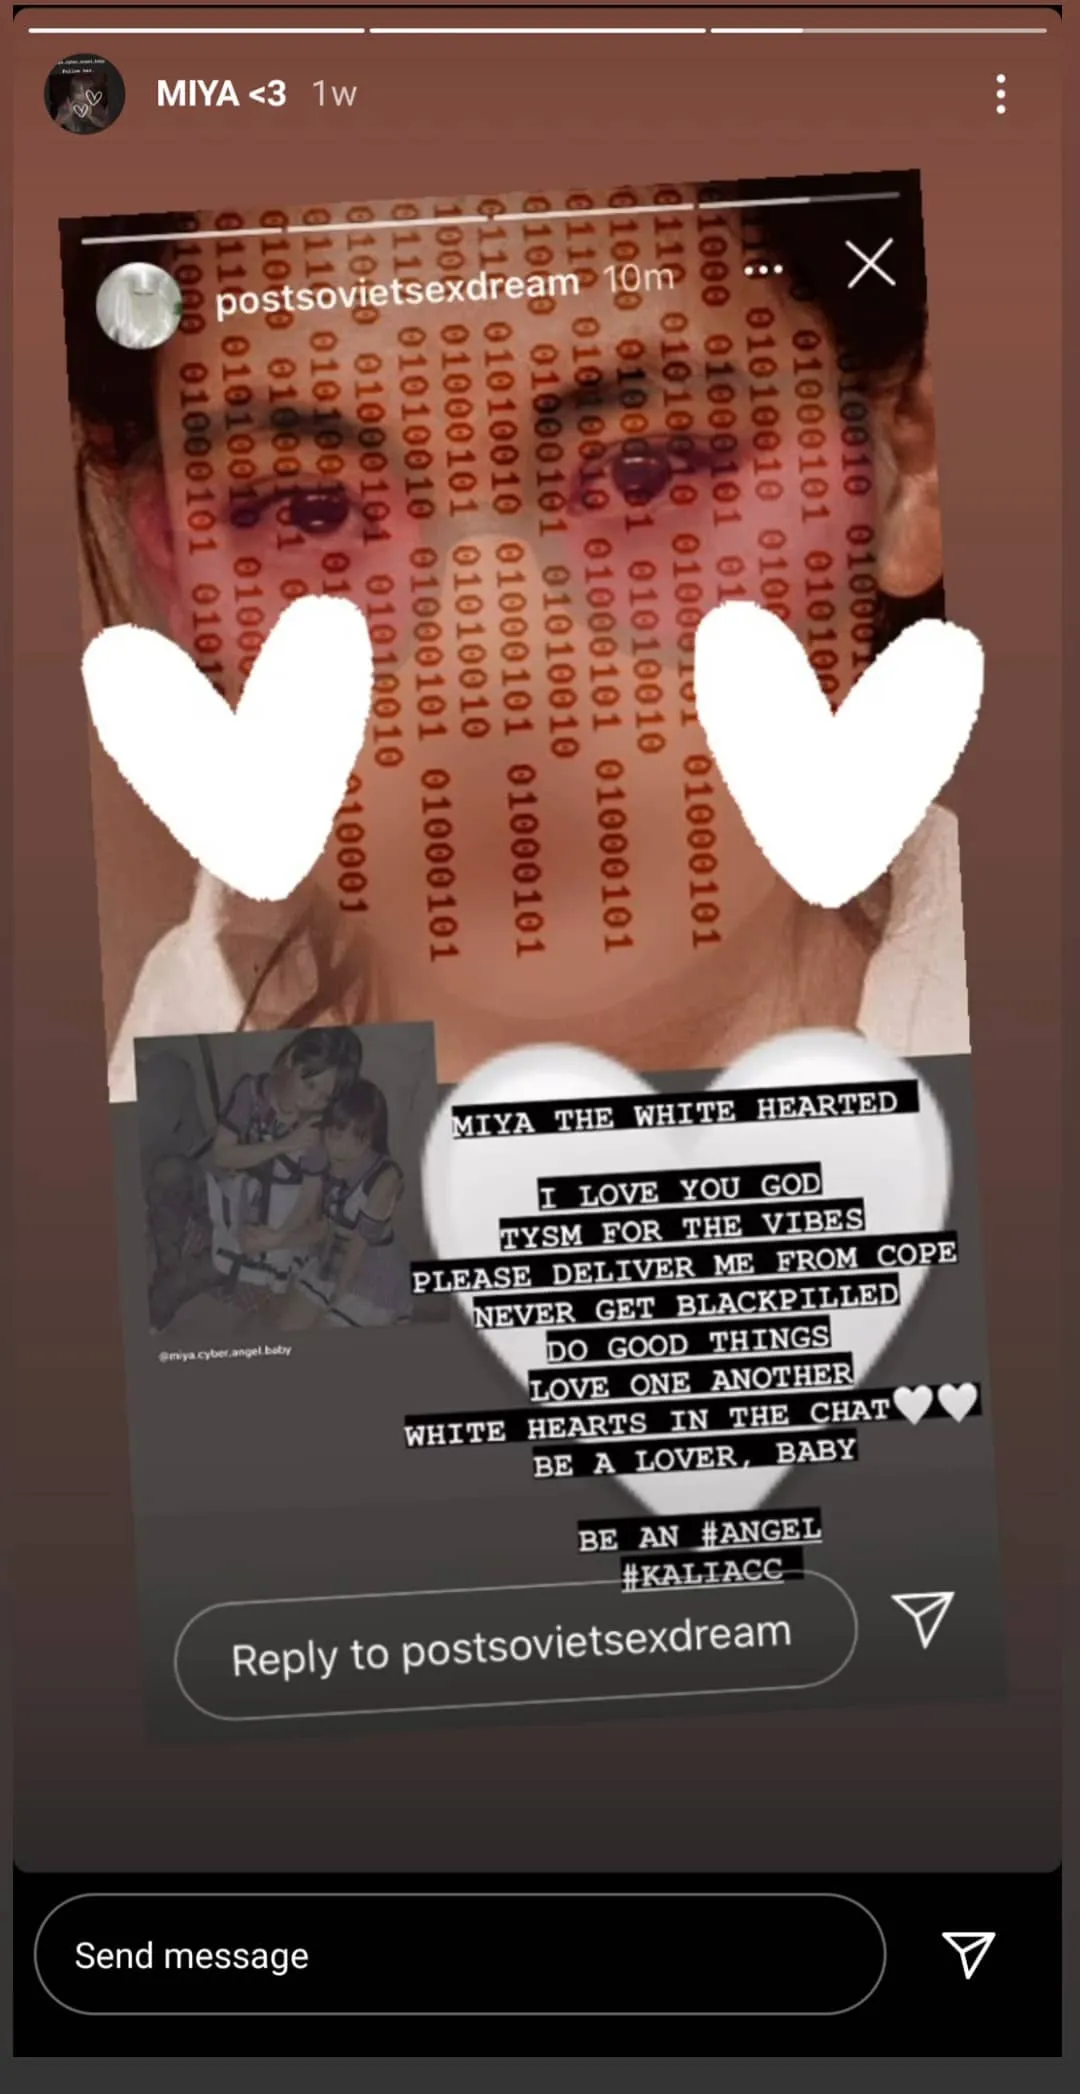 MIYA <3 1w
postsovietsexdream 10m
MIYA THE WHITE HEARTED
I LOVE YOU GOD
TYSM FOR THE VIBES
PLEASE DELIVER ME FROM COPE
NEVER GET BLACKPILLED
DO GOOD THINGS
LOVE ONE ANOTHER
WHITE HEARTS IN THE CHAT🤍🤍
BE A LOVER, BABY
BE AN #ANGEL
#KALIACC
@miya.cyber.angel.baby
Reply to postsovietsexdream
Send message